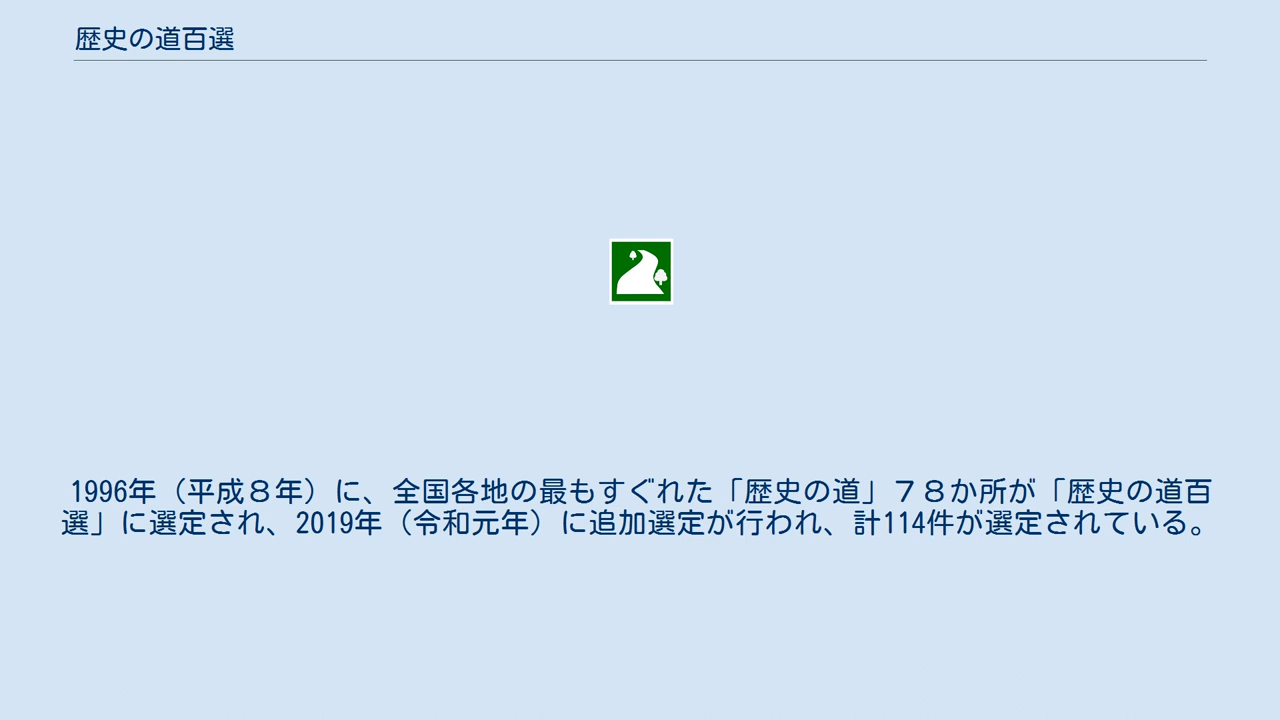 歴史の道百選
1996年（平成８年）に、全国各地の最もすぐれた「歴史の道」７８か所が「歴史の道百
選」に選定され、2019年（令和元年）に追加選定が行われ、計114件が選定されている。